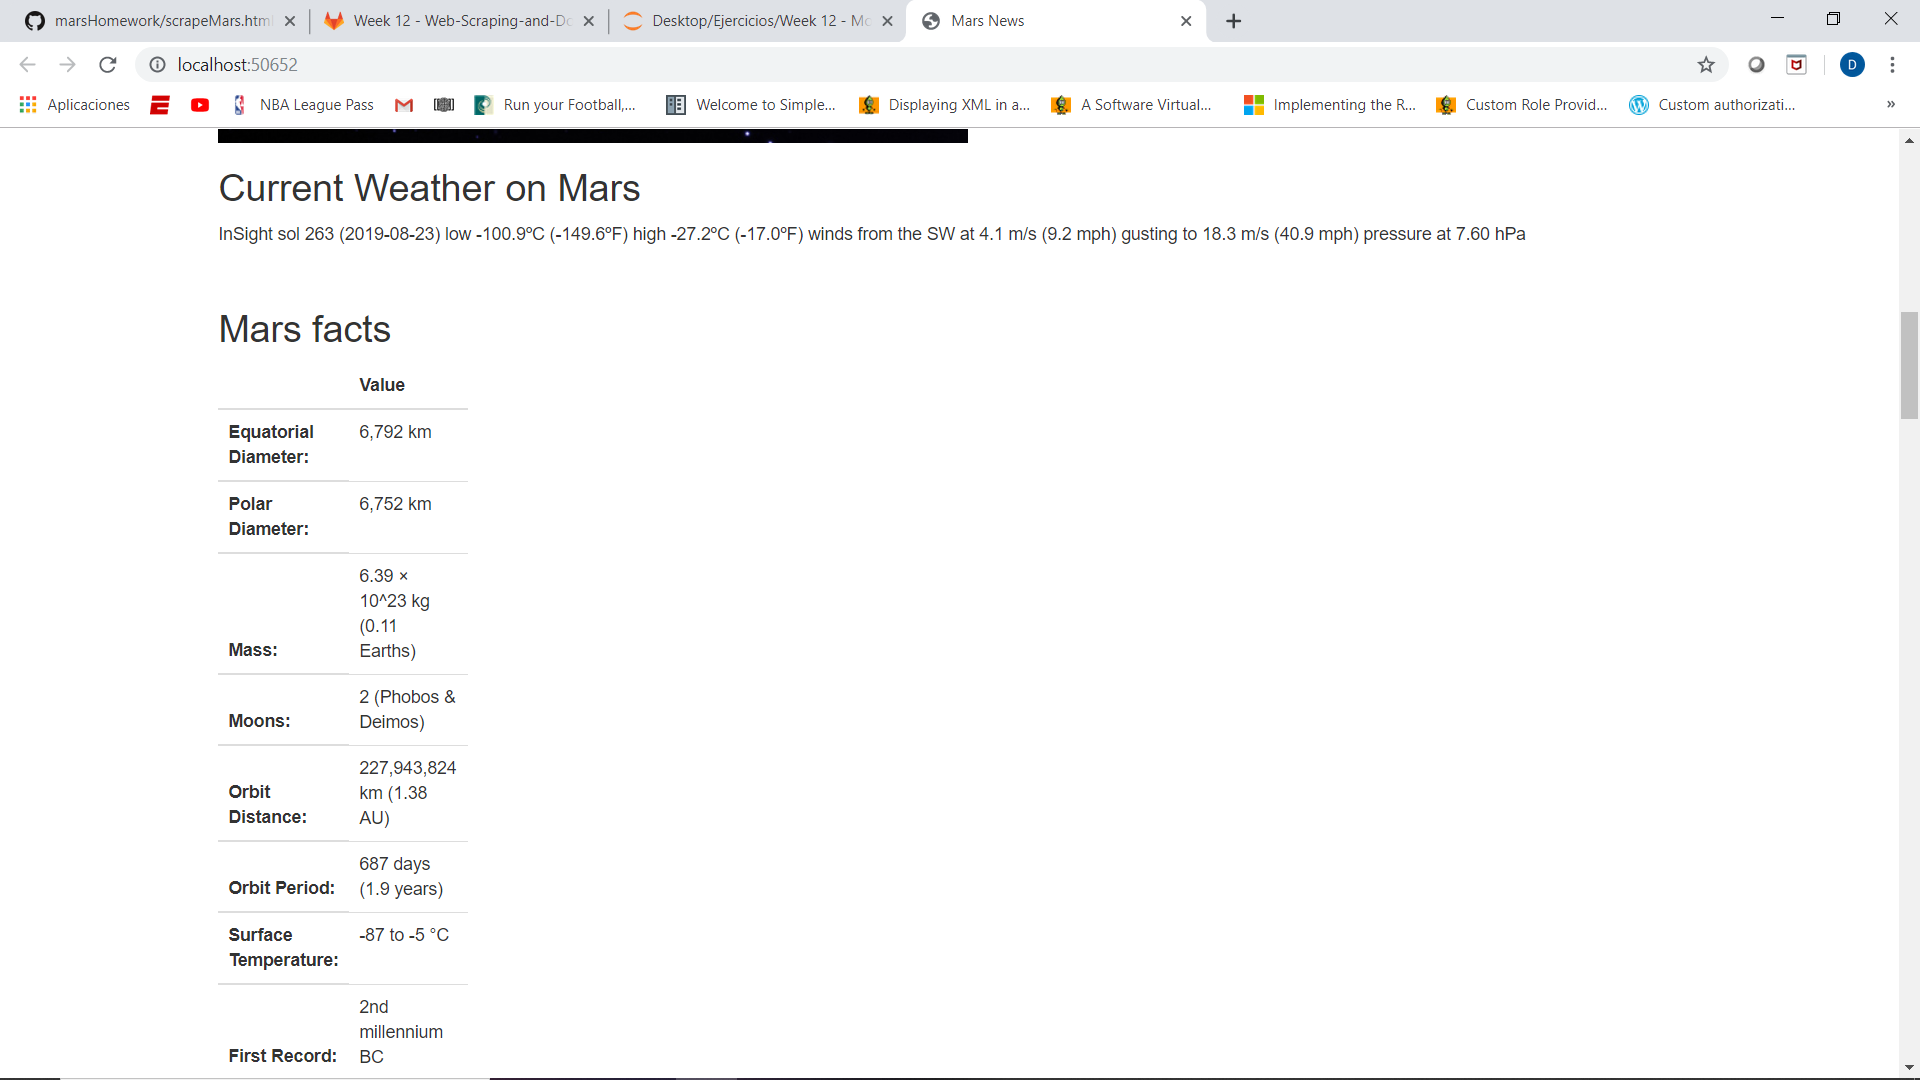 marsHomework/scrapeMars.html
Week 12 - Web-Scraping-and-Do
Desktop/Ejercicios/Week 12 - Mo
Mars News
localhost:50652
D
Aplicaciones
NBA League Pass
Run your Football,...
Welcome to Simple...
Displaying XML in a...
A Software Virtual...
Implementing the R...
Custom Role Provid...
Custom authorizati...
»
Current Weather on Mars
InSight sol 263 (2019-08-23) low -100.9ºC (-149.6ºF) high -27.2ºC (-17.0ºF) winds from the SW at 4.1 m/s (9.2 mph) gusting to 18.3 m/s (40.9 mph) pressure at 7.60 hPa
Mars facts
Value
Equatorial
Diameter:
6,792 km
Polar
Diameter:
6,752 km
Mass:
6.39 ×
10^23 kg
(0.11
Earths)
Moons:
2 (Phobos &
Deimos)
Orbit
Distance:
227,943,824
km (1.38
AU)
Orbit Period:
687 days
(1.9 years)
Surface
Temperature:
-87 to -5 °C
First Record:
2nd
millennium
BC